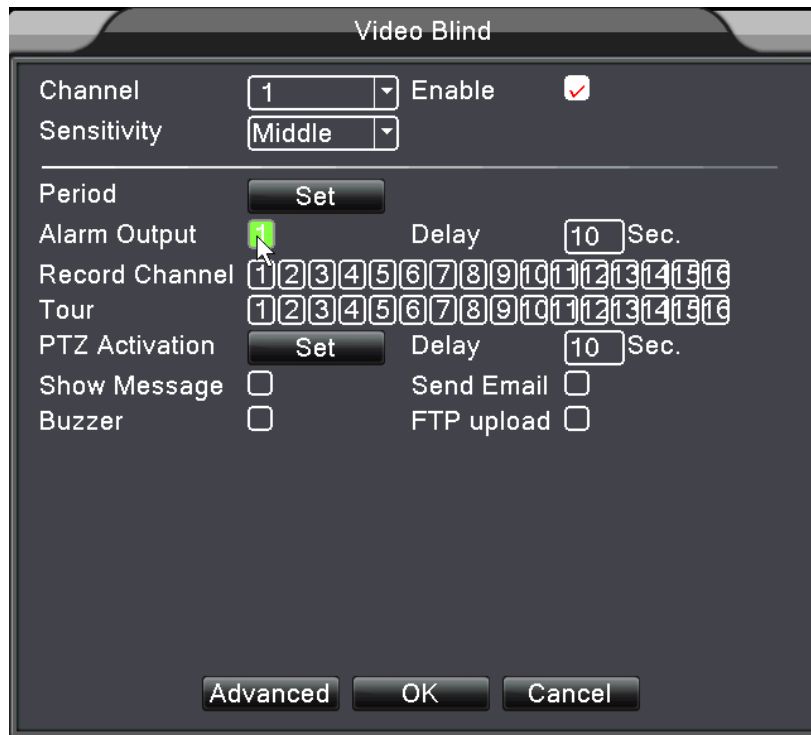 Video Blind
Channel 1 Enable
Sensitivity Middle
Period Set
Alarm Output 1 Delay 10 Sec.
Record Channel 1 2 3 4 5 6 7 8 9 10 11 12 13 14 15 16
Tour 1 2 3 4 5 6 7 8 9 10 11 12 13 14 15 16
PTZ Activation Set Delay 10 Sec.
Show Message Send Email
Buzzer FTP upload
Advanced OK Cancel